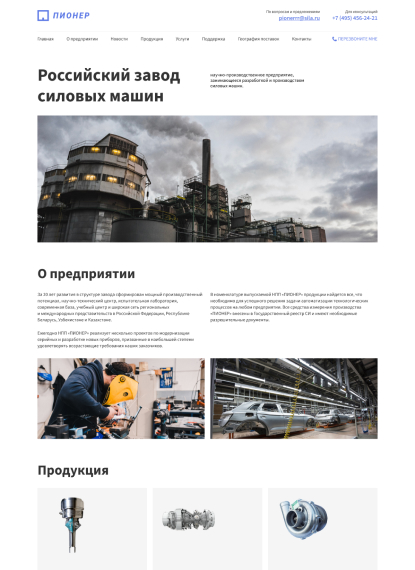 ПИОНЕР
По вопросам и предложениям
pionerrr@sila.ru
Для консультаций
+7 (495) 456-34-21
Главная О предприятии Новости Продукция Услуги Поддержка География поставок Контакты ПЕРЕЗВОНИТЕ МНЕ
Российский завод
силовых машин
научно-производственное предприятие,
занимающееся разработкой и производством
силовых машин.
О предприятии
За 30 лет развития в структуре завода сформирован мощный производственный
потенциал, научно-технический центр, испытательная лаборатория,
современная база, учебный центр и широкая сеть региональных
и международных представительств в Российской Федерации, Республике
Беларусь, Узбекистане и Казахстане.
Ежегодно НПП «ПИОНЕР» реализует несколько проектов по модернизации
серийных и разработке новых приборов, призванных в наибольшей степени
удовлетворить возрастающие требования наших заказчиков
В номенклатуре выпускаемой НПП «ПИОНЕР» продукции найдется все, что
необходимо для успешного решения задачи автоматизации технологических
процессов на любом предприятии. Все средства измерения производства
«ПИОНЕР» внесены в Государственный реестр СИ и имеют необходимые
разрешительные документы.
Продукция